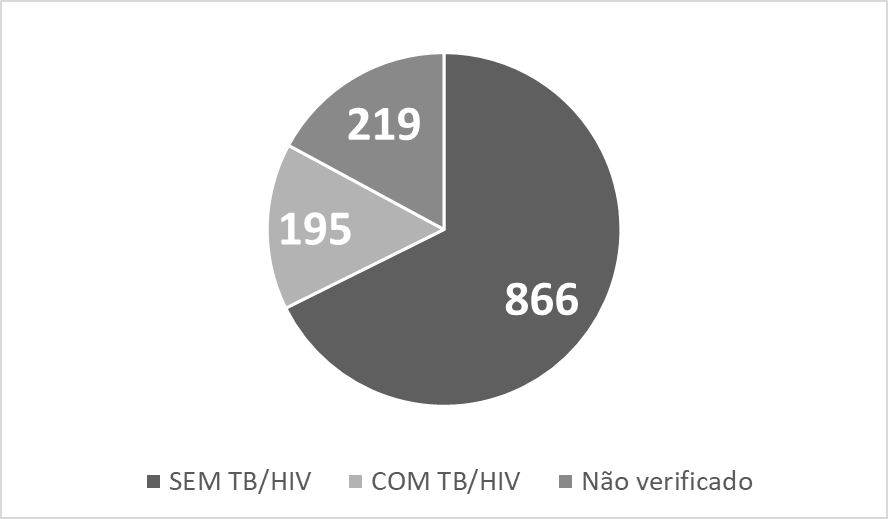 219
195
866
SEM TB/HIV COM TB/HIV Não verificado